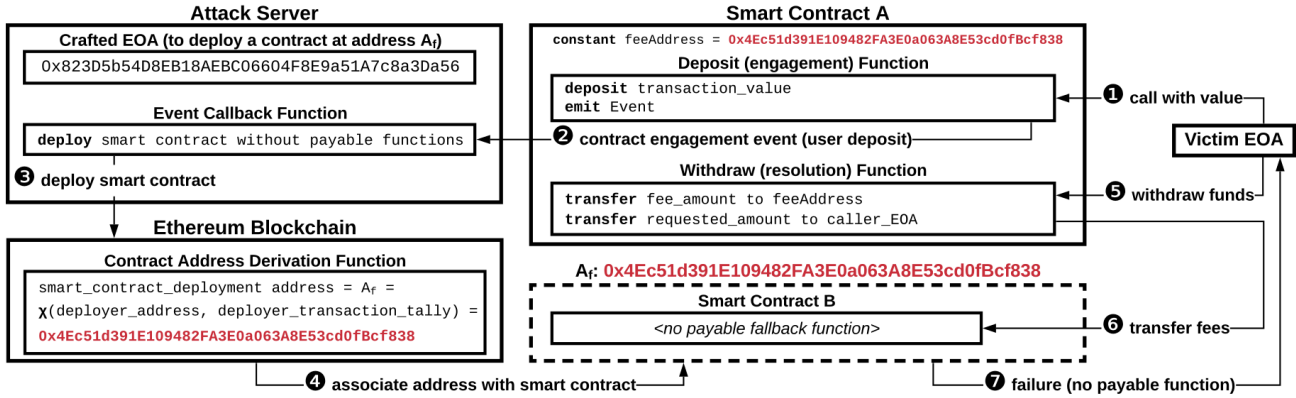 Attack Server
Crafted EOA (to deploy a contract at address Af)
0x823D5b54D8EB18AEBC06604F8E9a51A7c8a3Da56
Event Callback Function
deploy smart contract without payable functions
❸ deploy smart contract
Ethereum Blockchain
Contract Address Derivation Function
smart_contract_deployment address = Af =
χ(deployer_address, deployer_transaction_tally) =
0x4Ec51d391E109482FA3E0a063A8E53cd0fBcf838
Smart Contract A
constant feeAddress = 0x4Ec51d391E109482FA3E0a063A8E53cd0fBcf838
Deposit (engagement) Function
deposit transaction_value
emit Event
❶ call with value
❷ contract engagement event (user deposit)
Victim EOA
Withdraw (resolution) Function
transfer fee_amount to feeAddress
transfer requested_amount to caller_EOA
❺ withdraw funds
Af: 0x4Ec51d391E109482FA3E0a063A8E53cd0fBcf838
Smart Contract B
<no payable fallback function>
❻ transfer fees
❹ associate address with smart contract
❼ failure (no payable function)